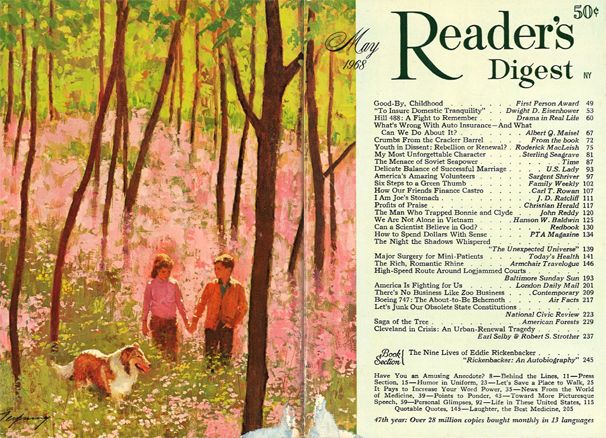 May
1968
Reader's
Digest
50¢
NY
Good-By, Childhood . . . . . . First Person Award 49
"To Insure Domestic Tranquility" . . Dwight D. Eisenhower 53
Hill 488: A Fight to Remember . . . . Drama in Real Life 60
What's Wrong With Auto Insurance—And What
Can We Do About It? . . . . . . . Albert Q. Maisel 67
Crumbs From the Cracker Barrel . . . . From the book 72
Youth in Dissent: Rebellion or Renewal? . Roderick MacLeish 75
My Most Unforgettable Character . . . Sterling Seagrave 81
The Menace of Soviet Seapower . . . . . . . Time 87
Delicate Balance of Successful Marriage . . . . U.S. Lady 93
America's Amazing Volunteers . . . . . Sargent Shriver 97
Six Steps to a Green Thumb . . . . . . Family Weekly 101
How Our Friends Finance Castro . . . . Carl T. Rowan 107
I Am Joe's Stomach . . . . . . . . J. D. Ratcliff 111
Profits of Praise . . . . . . . . Christian Herald 117
The Man Who Trapped Bonnie and Clyde . . John Reddy 120
We Are Not Alone in Vietnam . . . Hanson W. Baldwin 125
Can a Scientist Believe in God? . . . . . . Redbook 130
How to Spend Dollars With Sense . . . PTA Magazine 134
The Night the Shadows Whispered
"The Unexpected Universe" 139
Major Surgery for Mini-Patients . . . . Today's Health 141
The Rich, Romantic Rhine . . . . Armchair Travelogue 146
High-Speed Route Around Logjammed Courts .
Baltimore Sunday Sun 193
America Is Fighting for Us . . . . . London Daily Mail 201
There's No Business Like Zoo Business . . Contemporary 209
Boeing 747: The About-to-Be Behemoth . . . Air Facts 217
Let's Junk Our Obsolete State Constitutions . .
National Civic Review 223
Saga of the Tree . . . . . . . . American Forests 229
Cleveland in Crisis: An Urban-Renewal Tragedy . .
Earl Selby & Robert S. Strother 237
Book
Section
The Nine Lives of Eddie Rickenbacker . . . . .
"Rickenbacker: An Autobiography" 245
Have You an Amusing Anecdote? 8—Behind the Lines, 11—Press
Section, 15—Humor in Uniform, 23—Let's Save a Place to Walk, 25
It Pays to Increase Your Word Power, 35—News From the World
of Medicine, 39—Points to Ponder, 43—Toward More Picturesque
Speech, 59—Personal Glimpses, 92—Life in These United States, 115
Quotable Quotes, 145—Laughter, the Best Medicine, 205
47th year: Over 28 million copies bought monthly in 13 languages